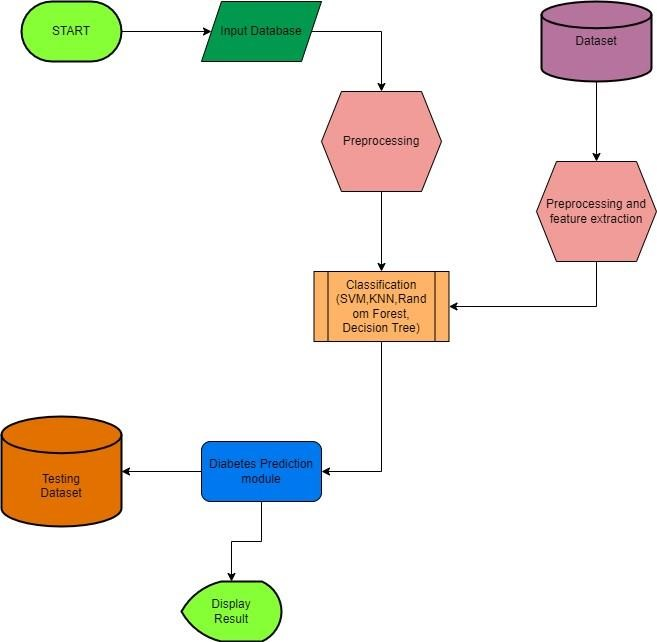 START
Input Database
Dataset
Preprocessing
Preprocessing and
feature extraction
Classification
(SVM,KNN,Rand
om Forest,
Decision Tree)
Diabetes Prediction
module
Testing
Dataset
Display
Result